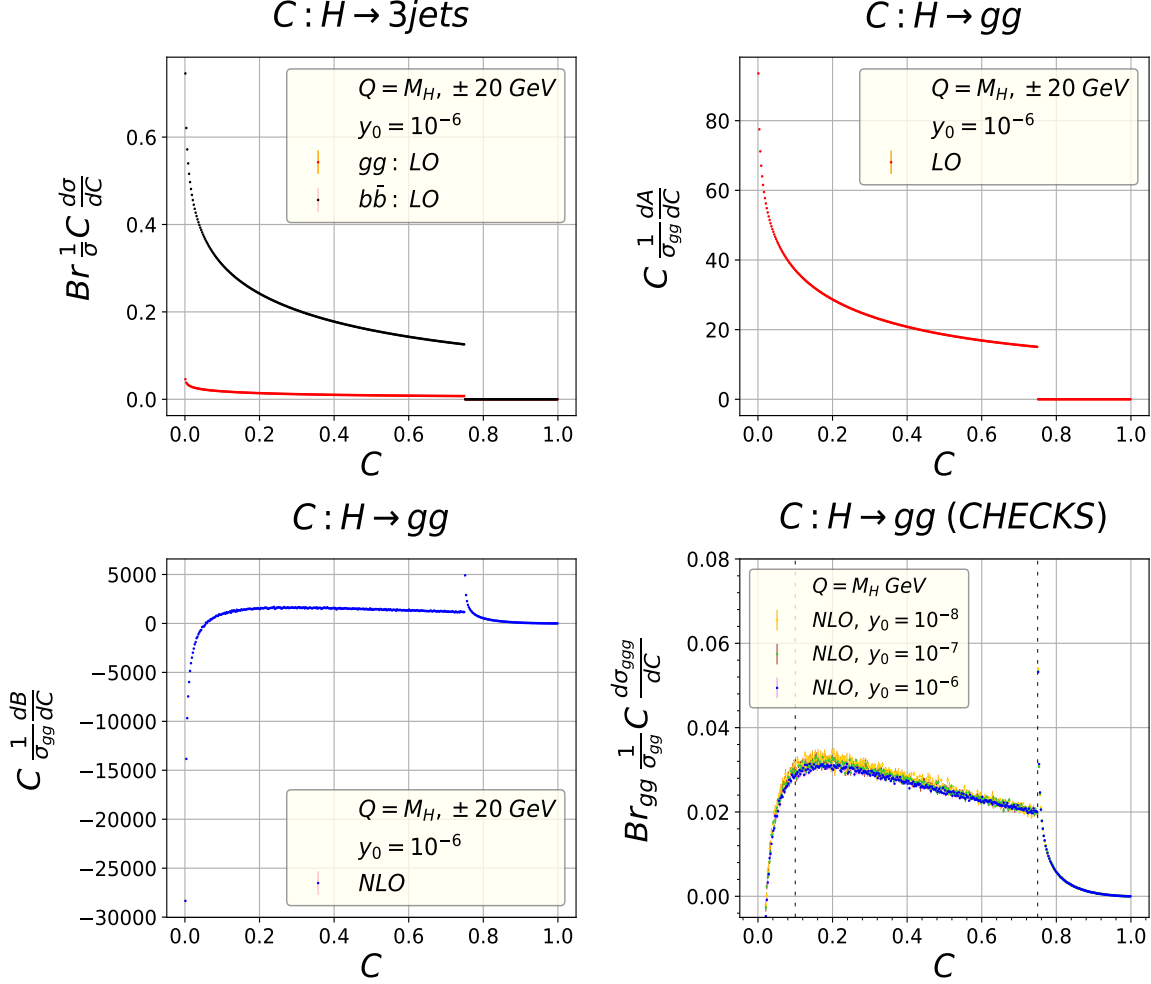 C : H → 3jets
Q = M_H, ± 20 GeV
y_0 = 10^{−6}
gg : LO
bb̄ : LO
Br 1/σ C dσ/dC
0.6
0.4
0.2
0.0
0.0 0.2 0.4 0.6 0.8 1.0
C
C : H → gg
Q = M_H, ± 20 GeV
y_0 = 10^{−6}
LO
C 1/σ_gg dA/dC
80
60
40
20
0
0.0 0.2 0.4 0.6 0.8 1.0
C
C : H → gg
5000
0
−5000
−10000
−15000
−20000
−25000
−30000
C 1/σ_gg dB/dC
Q = M_H, ± 20 GeV
y_0 = 10^{−6}
NLO
0.0 0.2 0.4 0.6 0.8 1.0
C
C : H → gg (CHECKS)
0.08
0.06
0.04
0.02
0.00
Br_gg 1/σ_gg C dσ_ggg/dC
Q = M_H GeV
NLO, y_0 = 10^{−8}
NLO, y_0 = 10^{−7}
NLO, y_0 = 10^{−6}
0.0 0.2 0.4 0.6 0.8 1.0
C